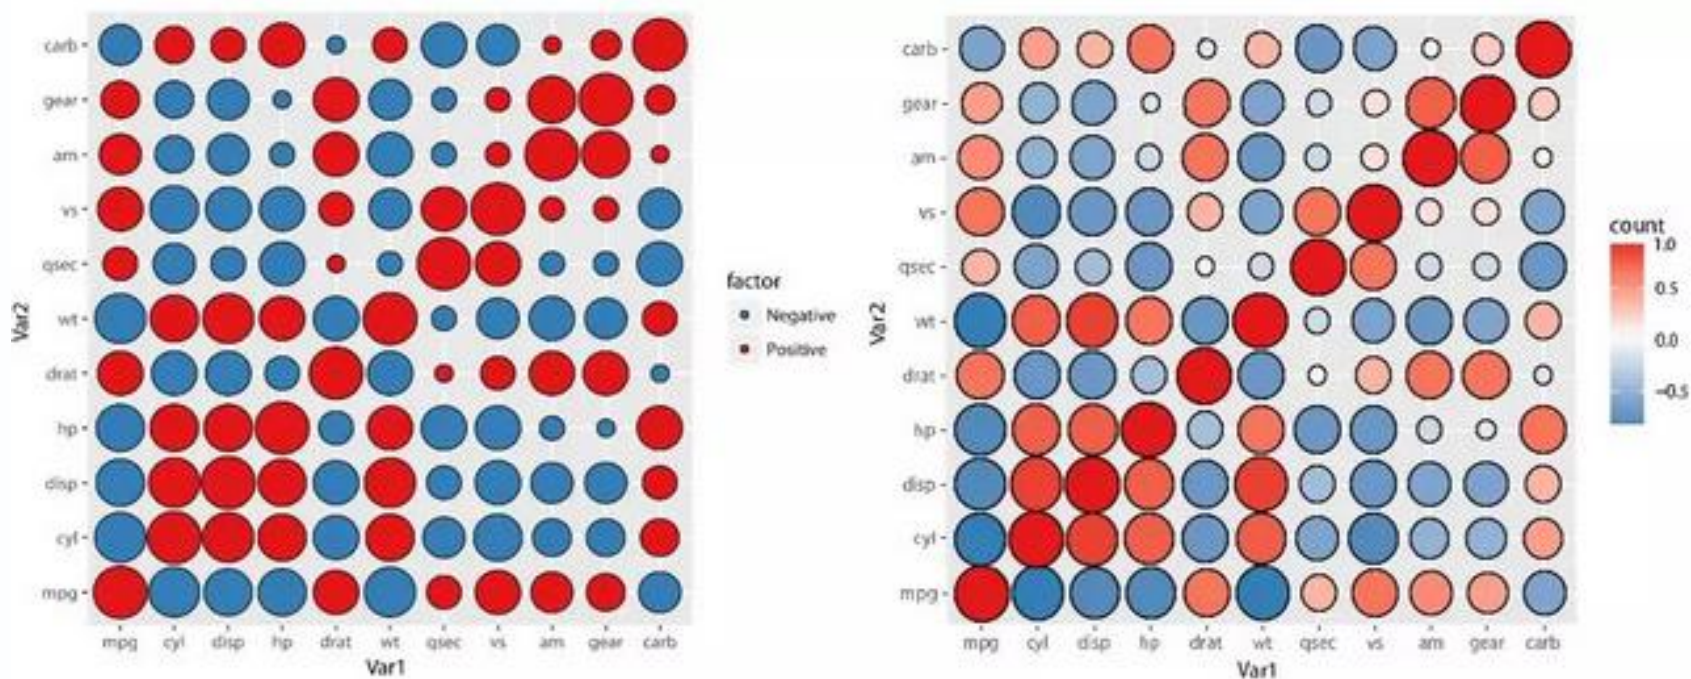 carb
gear
am
vs
qsec
wt
drat
hp
disp
cyl
mpg
Var2
mpg cyl disp hp drat wt qsec vs am gear carb
Var1
factor
Negative
Positive
carb
gear
am
vs
qsec
wt
drat
hp
disp
cyl
mpg
Var2
mpg cyl disp hp drat wt qsec vs am gear carb
Var1
count
1.0
0.5
0.0
−0.5